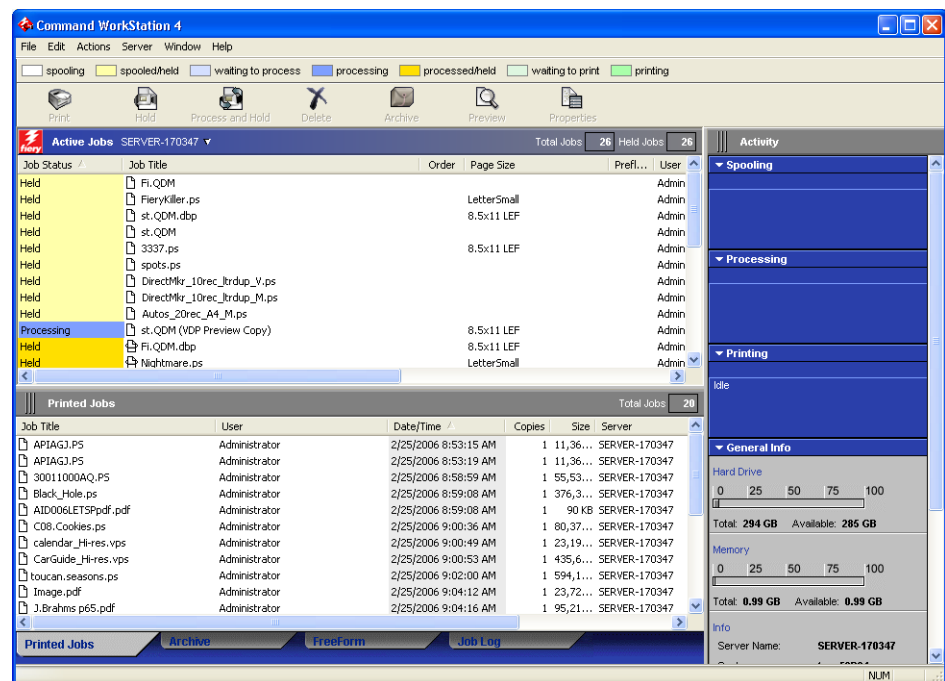 Command WorkStation 4
File Edit Actions Server Window Help
spooling spooled/held waiting to process processing processed/held waiting to print printing
Print Hold Process and Hold Delete Archive Preview Properties
fiery Active Jobs SERVER-170347 Total Jobs 26 Held Jobs 26
Job Status Job Title Order Page Size Prefl... User
Held Fi.QDM Admin
Held FieryKiller.ps LetterSmall Admin
Held st.QDM.dbp 8.5x11 LEF Admin
Held st.QDM Admin
Held 3337.ps 8.5x11 LEF Admin
Held spots.ps Admin
Held DirectMkr_10rec_ltrdup_V.ps Admin
Held DirectMkr_10rec_ltrdup_M.ps Admin
Held Autos_20rec_A4_M.ps Admin
Processing st.QDM (VDP Preview Copy) 8.5x11 LEF Admin
Held Fi.QDM.dbp 8.5x11 LEF Admin
Held Nightmare.ps LetterSmall Admin
Printed Jobs Total Jobs 20
Job Title User Date/Time Copies Size Server
APIAGJ.PS Administrator 2/25/2006 8:53:15 AM 1 11,36... SERVER-170347
APIAGJ.PS Administrator 2/25/2006 8:53:19 AM 1 11,36... SERVER-170347
30011000AQ.PS Administrator 2/25/2006 8:58:59 AM 1 55,53... SERVER-170347
Black_Hole.ps Administrator 2/25/2006 8:59:08 AM 1 376,3... SERVER-170347
AID006LETSPpdf.pdf Administrator 2/25/2006 8:59:08 AM 1 90 KB SERVER-170347
C08.Cookies.ps Administrator 2/25/2006 9:00:36 AM 1 80,37... SERVER-170347
calendar_Hi-res.vps Administrator 2/25/2006 9:00:49 AM 1 23,19... SERVER-170347
CarGuide_Hi-res.vps Administrator 2/25/2006 9:00:53 AM 1 435,6... SERVER-170347
toucan.seasons.ps Administrator 2/25/2006 9:02:00 AM 1 594,1... SERVER-170347
Image.pdf Administrator 2/25/2006 9:04:12 AM 1 23,72... SERVER-170347
J.Brahms p65.pdf Administrator 2/25/2006 9:04:16 AM 1 95,21... SERVER-170347
Printed Jobs Archive FreeForm Job Log
Activity
Spooling
Processing
Printing
Idle
General Info
Hard Drive
0 25 50 75 100
Total: 294 GB Available: 285 GB
Memory
0 25 50 75 100
Total: 0.99 GB Available: 0.99 GB
Info
Server Name: SERVER-170347
NUM